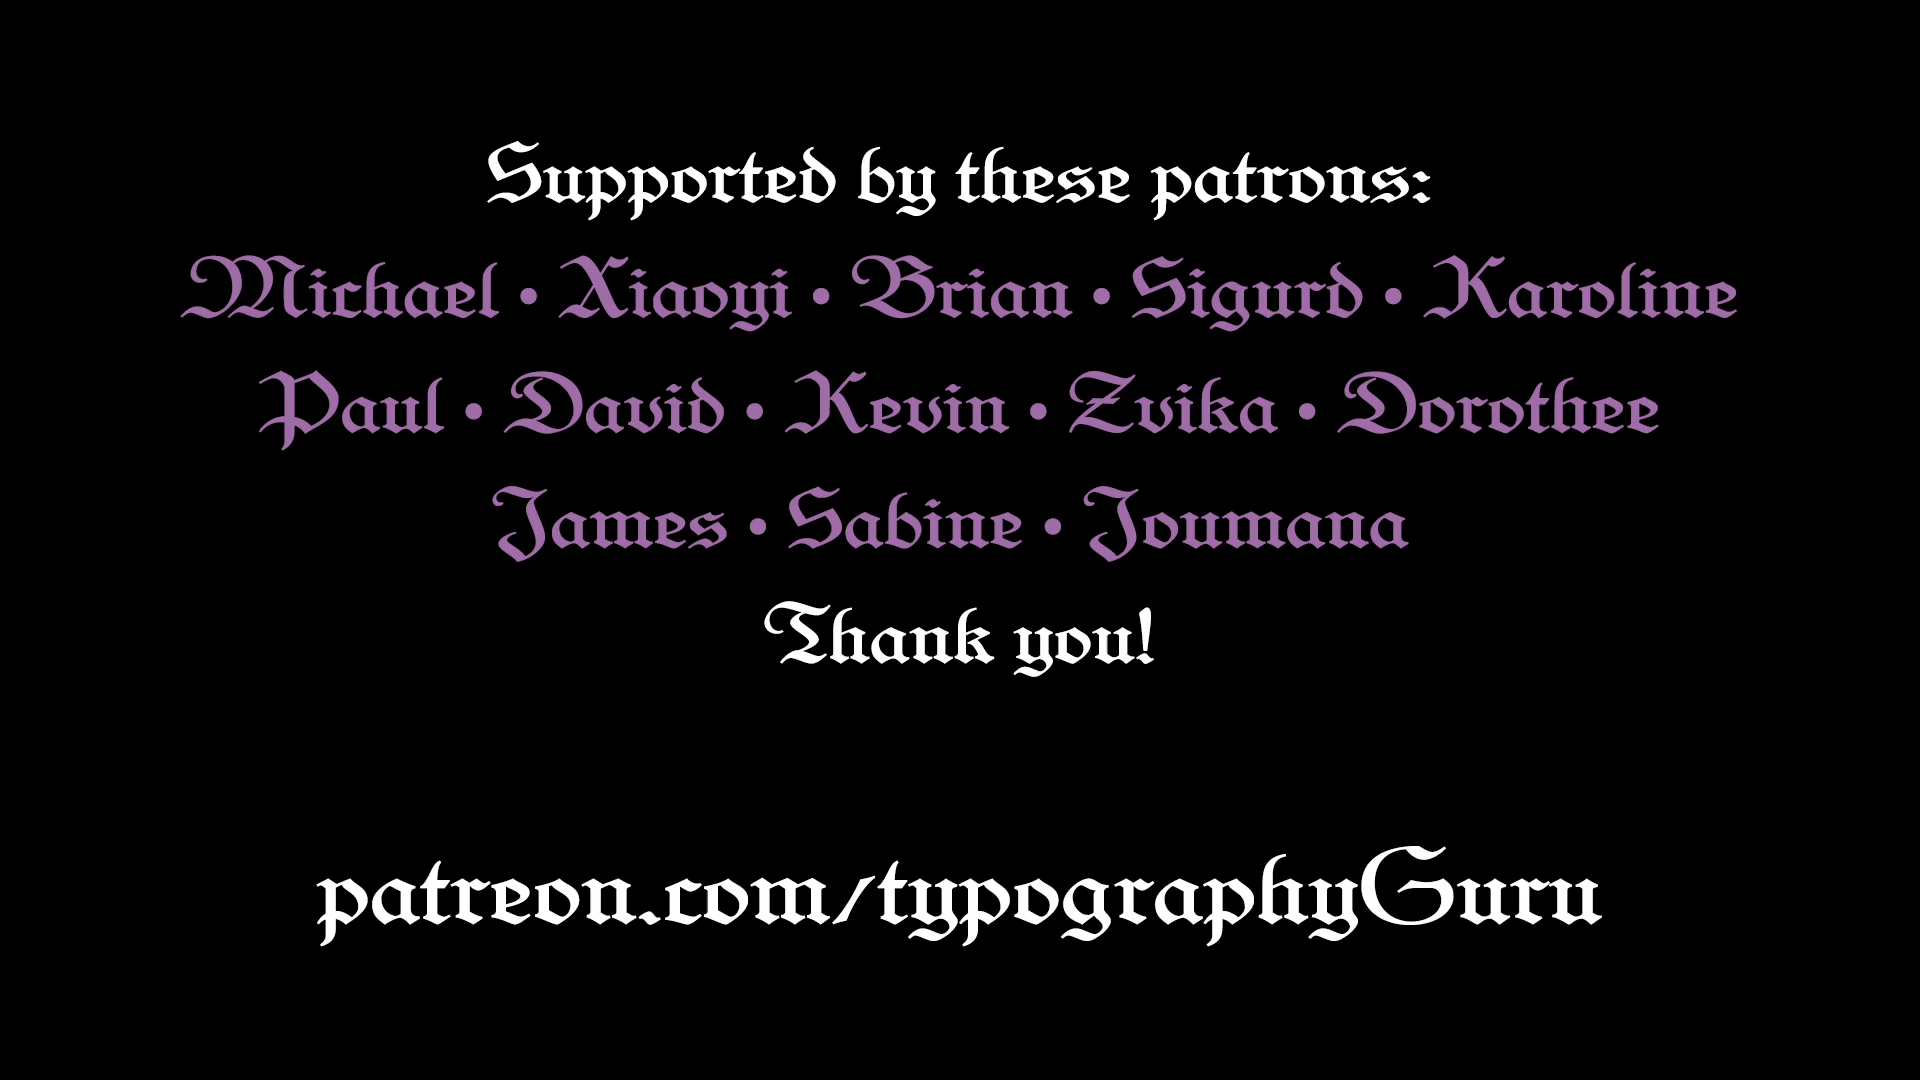 Supported by these patrons:
Michael • Xiaoyi • Brian • Sigurd • Karoline
Paul • David • Kevin • Zvika • Dorothee
James • Sabine • Joumana
Thank you!
patreon.com/typographyGuru